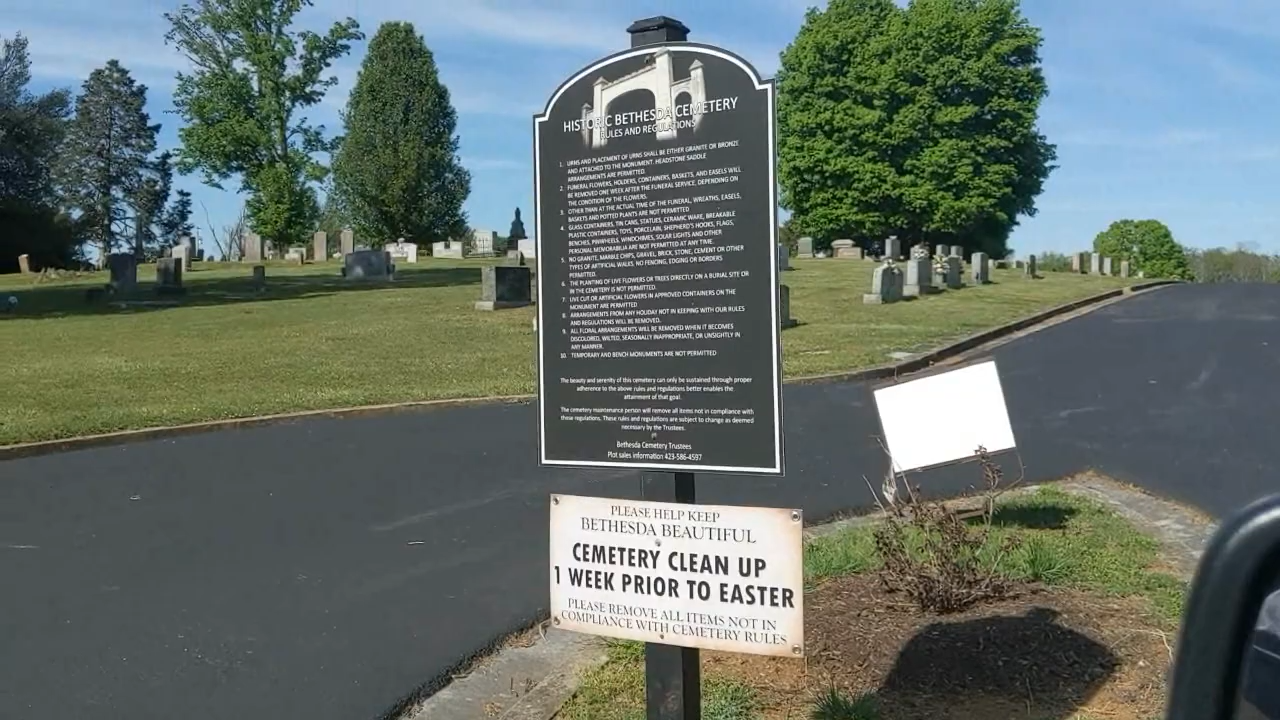 HISTORIC BETHESDA CEMETERY
RULES AND REGULATIONS
1. URNS AND PLACEMENT OF URNS SHALL BE EITHER GRANITE OR BRONZE
AND ATTACHED TO THE MONUMENT. HEADSTONE SADDLE
ARRANGEMENTS ARE PERMITTED.
2. FUNERAL FLOWERS, HOLDERS, CONTAINERS, BASKETS, AND EASELS WILL
BE REMOVED ONE WEEK AFTER THE FUNERAL SERVICE, DEPENDING ON
THE CONDITION OF THE FLOWERS.
3. OTHER THAN AT THE ACTUAL TIME OF THE FUNERAL, WREATHS, EASELS,
BASKETS AND POTTED PLANTS ARE NOT PERMITTED
4. GLASS CONTAINERS, TIN CANS, STATUES, CERAMIC WARE, BREAKABLE
PLASTIC CONTAINERS, TOYS, PORCELAIN, SHEPHERD'S HOOKS, FLAGS,
BENCHES, PINWHEELS, WINDCHIMES, SOLAR LIGHTS AND OTHER
PERSONAL MEMORABILIA ARE NOT PERMITTED AT ANY TIME.
5. NO GRANITE, MARBLE CHIPS, GRAVEL, BRICK, STONE, CEMENT OR OTHER
TYPES OF ARTIFICIAL WALKS, NO FENCING, EDGING OR BORDERS
PERMITTED.
6. THE PLANTING OF LIVE FLOWERS OR TREES DIRECTLY ON A BURIAL SITE OR
IN THE CEMETERY IS NOT PERMITTED.
7. LIVE CUT OR ARTIFICIAL FLOWERS IN APPROVED CONTAINERS ON THE
MONUMENT ARE PERMITTED
8. ARRANGEMENTS FROM ANY HOLIDAY NOT IN KEEPING WITH OUR RULES
AND REGULATIONS WILL BE REMOVED.
9. ALL FLORAL ARRANGEMENTS WILL BE REMOVED WHEN IT BECOMES
DISCOLORED, WILTED, SEASONALLY INAPPROPRIATE, OR UNSIGHTLY IN
ANY MANNER.
10. TEMPORARY AND BENCH MONUMENTS ARE NOT PERMITTED
The beauty and serenity of this cemetery can only be sustained through proper
adherence to the above rules and regulations better enables the
attainment of that goal.
The cemetery maintenance person will remove all items not in compliance with
these regulations. These rules and regulations are subject to change as deemed
necessary by the Trustees.
Bethesda Cemetery Trustees
Plot sales information 423-586-4597
PLEASE HELP KEEP
BETHESDA BEAUTIFUL
CEMETERY CLEAN UP
1 WEEK PRIOR TO EASTER
PLEASE REMOVE ALL ITEMS NOT IN
COMPLIANCE WITH CEMETERY RULES